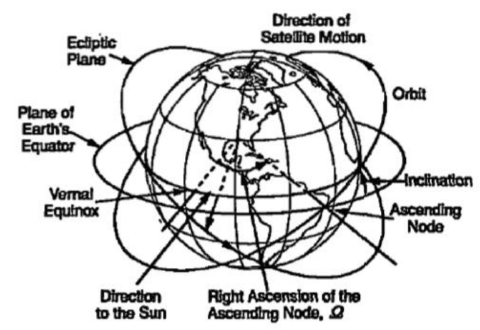 Direction of
Satellite Motion
Ecliptic
Plane
Orbit
Plane of
Earth's
Equator
Inclination
Vernal
Equinox
Ascending
Node
Direction
to the Sun
Right Ascension of the
Ascending Node, Ω